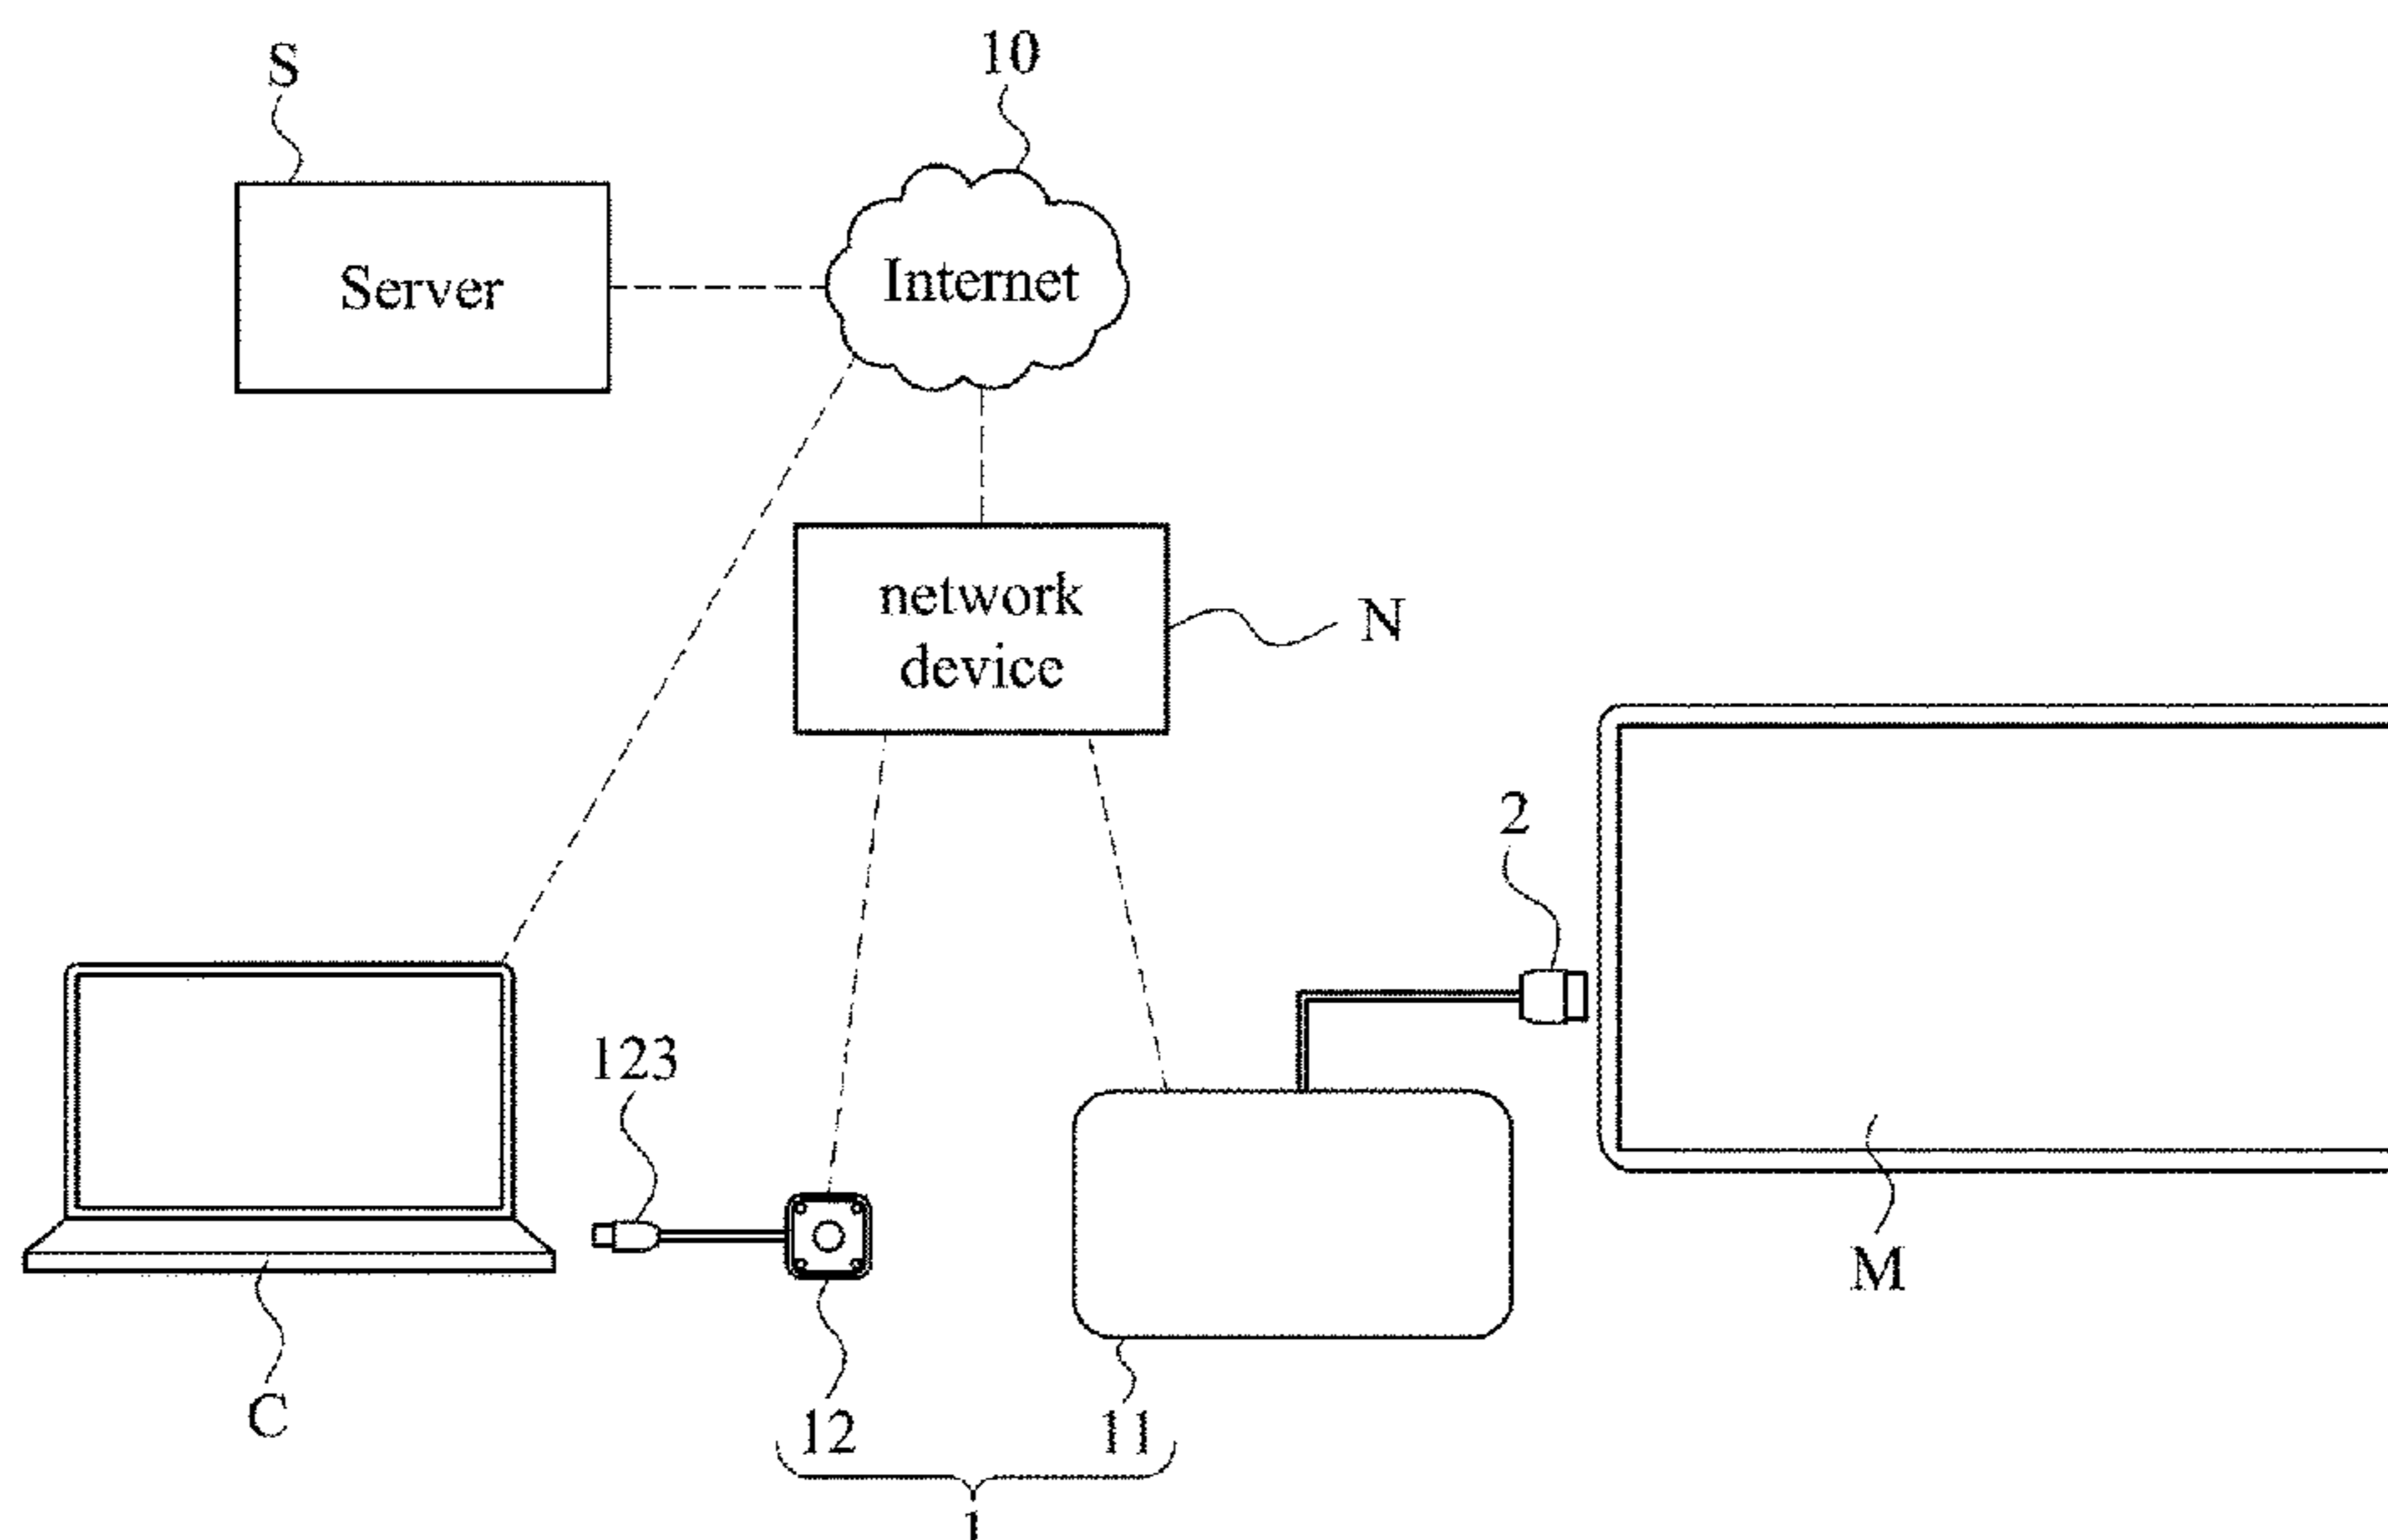 S
10
Server
Internet
network
device
N
2
123
M
C
12
11
1